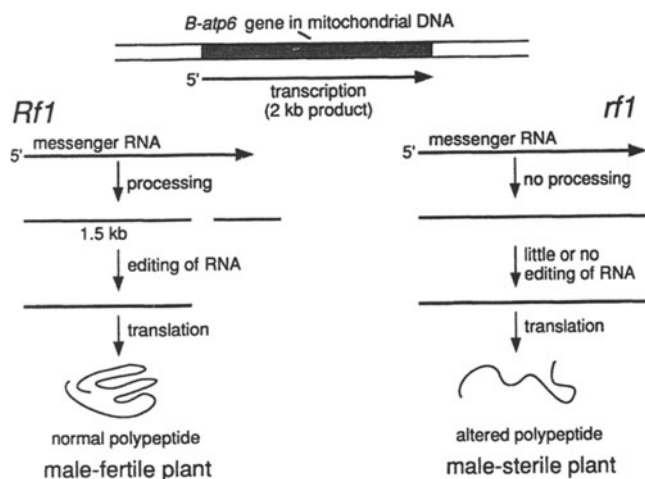 B-atp6 gene in mitochondrial DNA
5'
transcription
(2 kb product)
Rf1
5' messenger RNA
processing
1.5 kb
editing of RNA
translation
normal polypeptide
male-fertile plant
rf1
5' messenger RNA
no processing
little or no
editing of RNA
translation
altered polypeptide
male-sterile plant